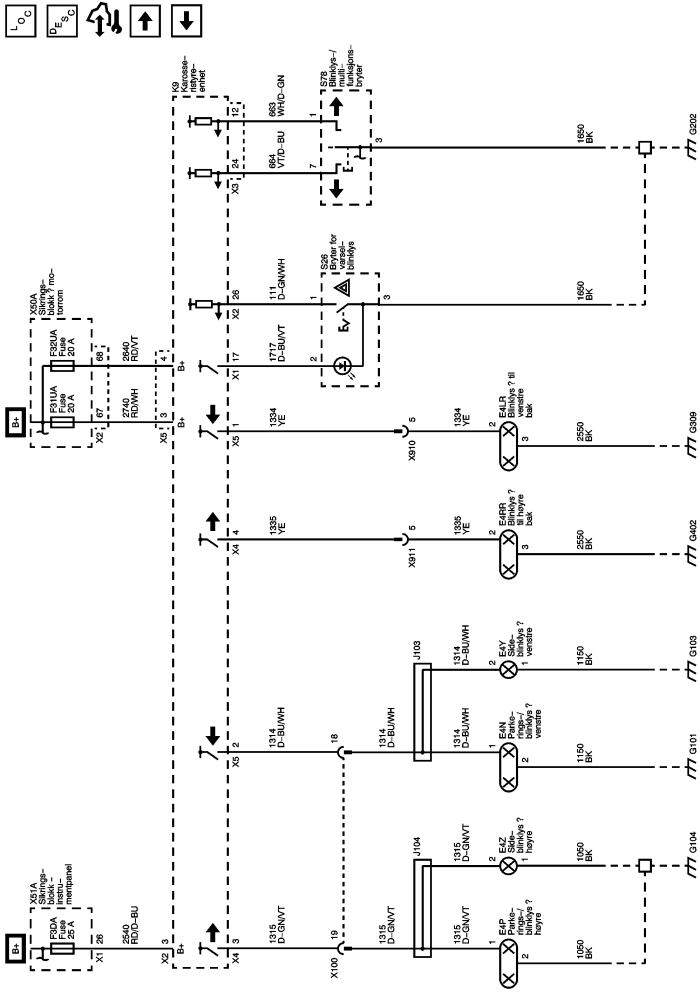 B+
X51A
Sikrings–
blokk –
instru–
mentpanel
F3DA
Fuse
25 A
26
X1
2540
RD/D–BU
3
X2
B+
B+
X50A
Sikrings–
blokk ? mo–
torrom
F31UA
Fuse
20 A
F32UA
Fuse
20 A
67
68
X2
2740
RD/WH
2640
RD/VT
3
4
X5
B+
B+
LOC
DESC
K9
Karosse–
ristyre–
enhet
3
X4
2
X5
4
X4
1
X5
17
X1
26
X2
24
12
X3
1315
D–GN/VT
1314
D–BU/WH
1335
YE
1334
YE
1717
D–BU/VT
111
D–GN/WH
664
VT/D–BU
663
WH/D–GN
S26
Bryter for
varsel–
blinklys
2
1
3
S78
Blinklys–/
multi–
funksjons–
bryter
7
1
3
19
X100
18
1315
D–GN/VT
1314
D–BU/WH
5
X911
5
X910
J104
J103
1315
D–GN/VT
1315
D–GN/VT
1314
D–BU/WH
1314
D–BU/WH
1335
YE
1334
YE
1
2
E4P
Parke–
rings–/
blinklys ?
høyre
2
1
E4Z
Side–
blinklys ?
høyre
1
2
E4N
Parke–
rings–/
blinklys ?
venstre
2
1
E4Y
Side–
blinklys ?
venstre
2
3
E4RR
Blinklys ?
til høyre
bak
2
3
E4LR
Blinklys ? til
venstre
bak
1050
BK
1050
BK
1150
BK
1150
BK
2550
BK
2550
BK
1650
BK
1650
BK
G104
G101
G103
G402
G309
G202